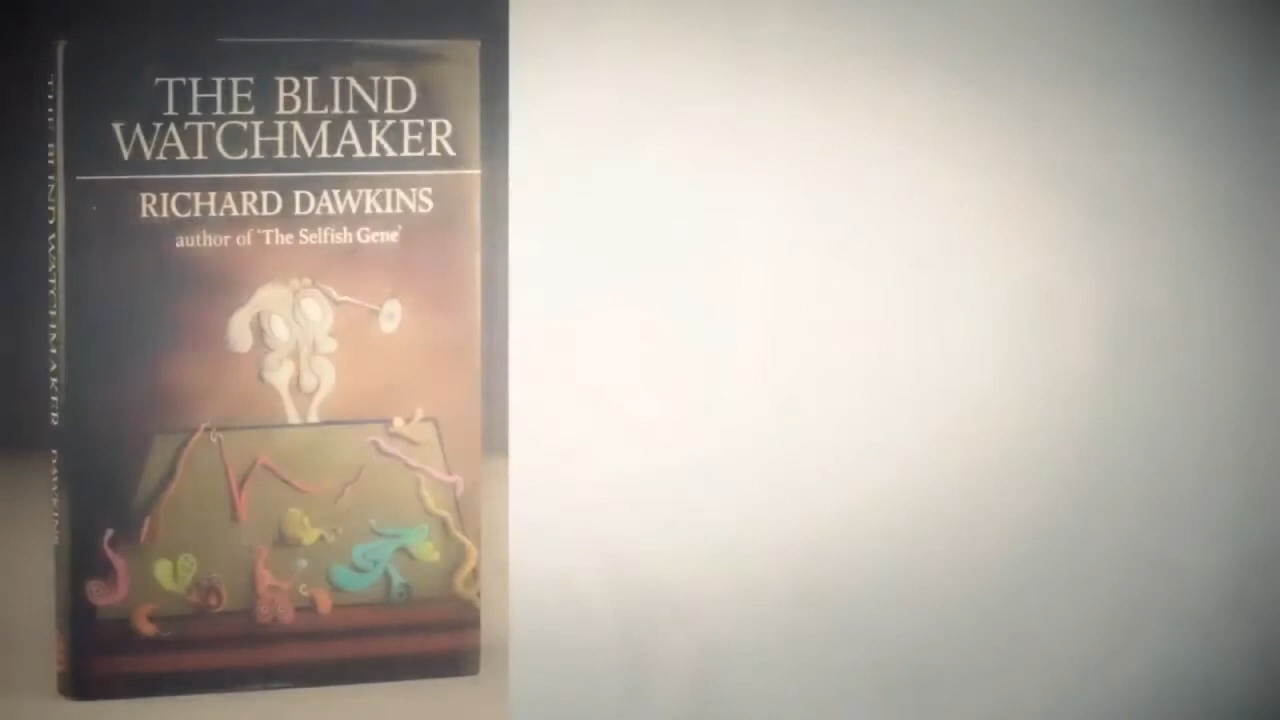 THE BLIND
WATCHMAKER
RICHARD DAWKINS
author of 'The Selfish Gene'
THE BLIND WATCHMAKER DAWKINS